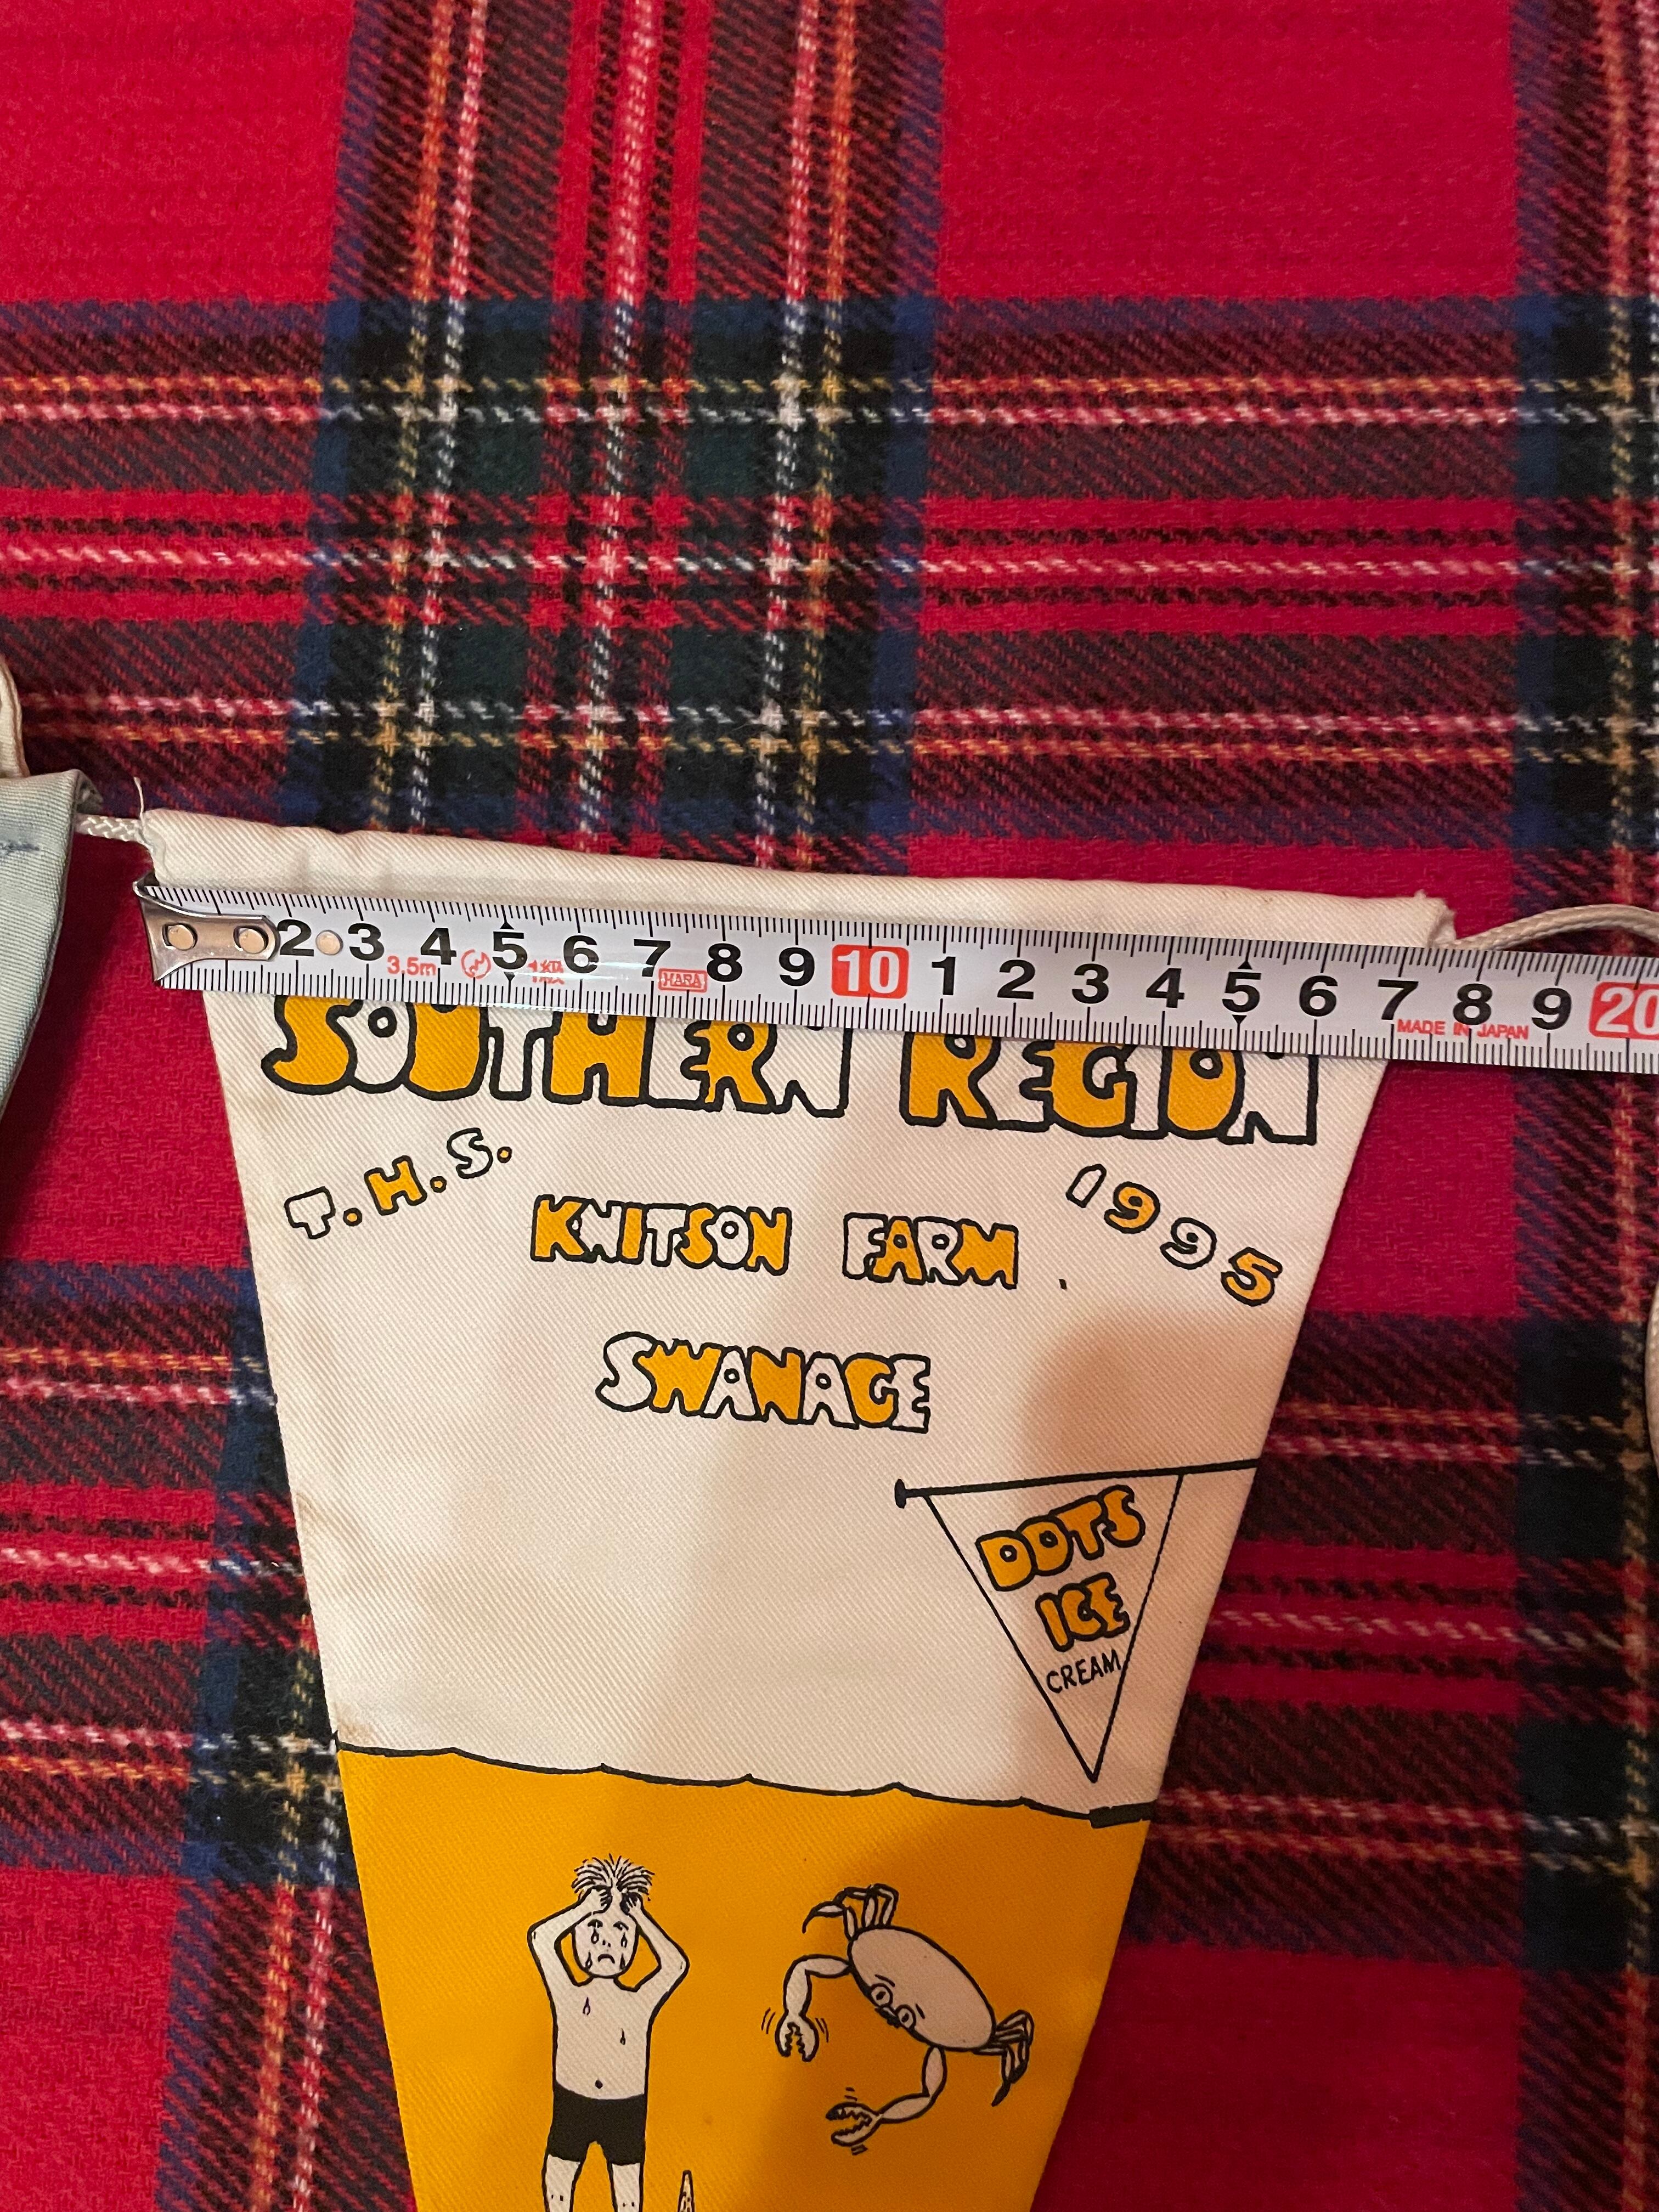 2 3 4 5 6 7 8 9 10 1 2 3 4 5 6 7 8 9 20
3.5m HARA MADE IN JAPAN
SOUTHERN REGION
T.H.S. 1995
KNITSON FARM.
SWANAGE
DOTS
ICE
CREAM